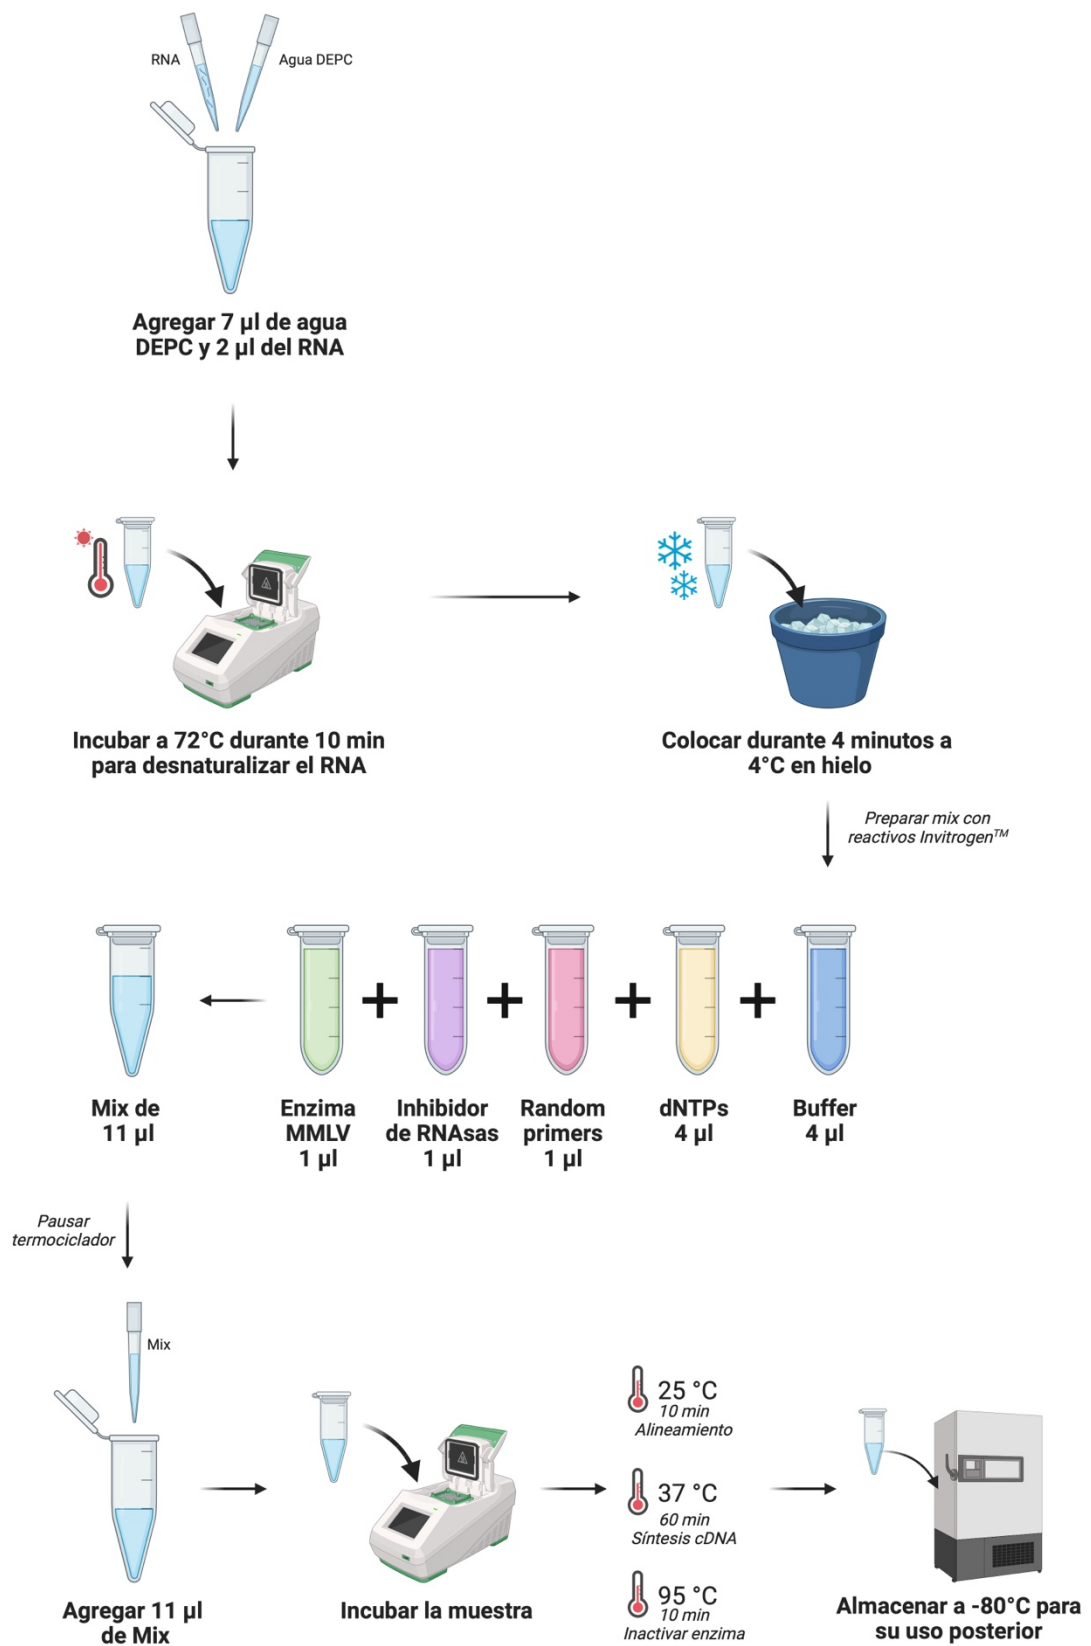 RNA
Agua DEPC
Agregar 7 µl de agua
DEPC y 2 µl del RNA
Incubar a 72°C durante 10 min
para desnaturalizar el RNA
Colocar durante 4 minutos a
4°C en hielo
Preparar mix con
reactivos Invitrogen™
Mix de
11 µl
Enzima
MMLV
1 µl
+
Inhibidor
de RNAsas
1 µl
+
Random
primers
1 µl
+
dNTPs
4 µl
+
Buffer
4 µl
Pausar
termociclador
Mix
Agregar 11 µl
de Mix
Incubar la muestra
25 °C
10 min
Alineamiento
37 °C
60 min
Síntesis cDNA
95 °C
10 min
Inactivar enzima
Almacenar a -80°C para
su uso posterior